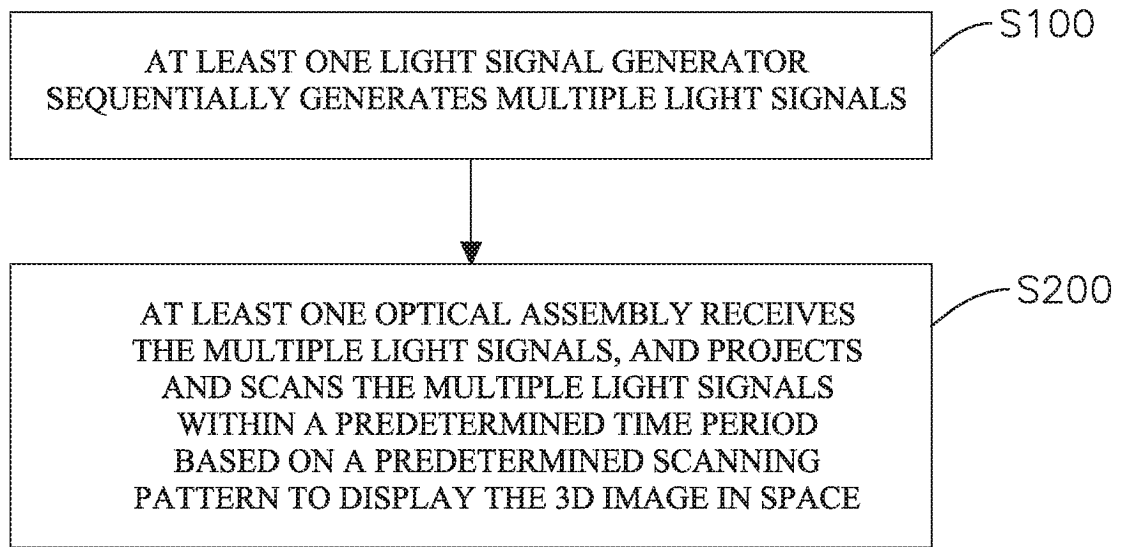 S100
AT LEAST ONE LIGHT SIGNAL GENERATOR
SEQUENTIALLY GENERATES MULTIPLE LIGHT SIGNALS
S200
AT LEAST ONE OPTICAL ASSEMBLY RECEIVES
THE MULTIPLE LIGHT SIGNALS, AND PROJECTS
AND SCANS THE MULTIPLE LIGHT SIGNALS
WITHIN A PREDETERMINED TIME PERIOD
BASED ON A PREDETERMINED SCANNING
PATTERN TO DISPLAY THE 3D IMAGE IN SPACE